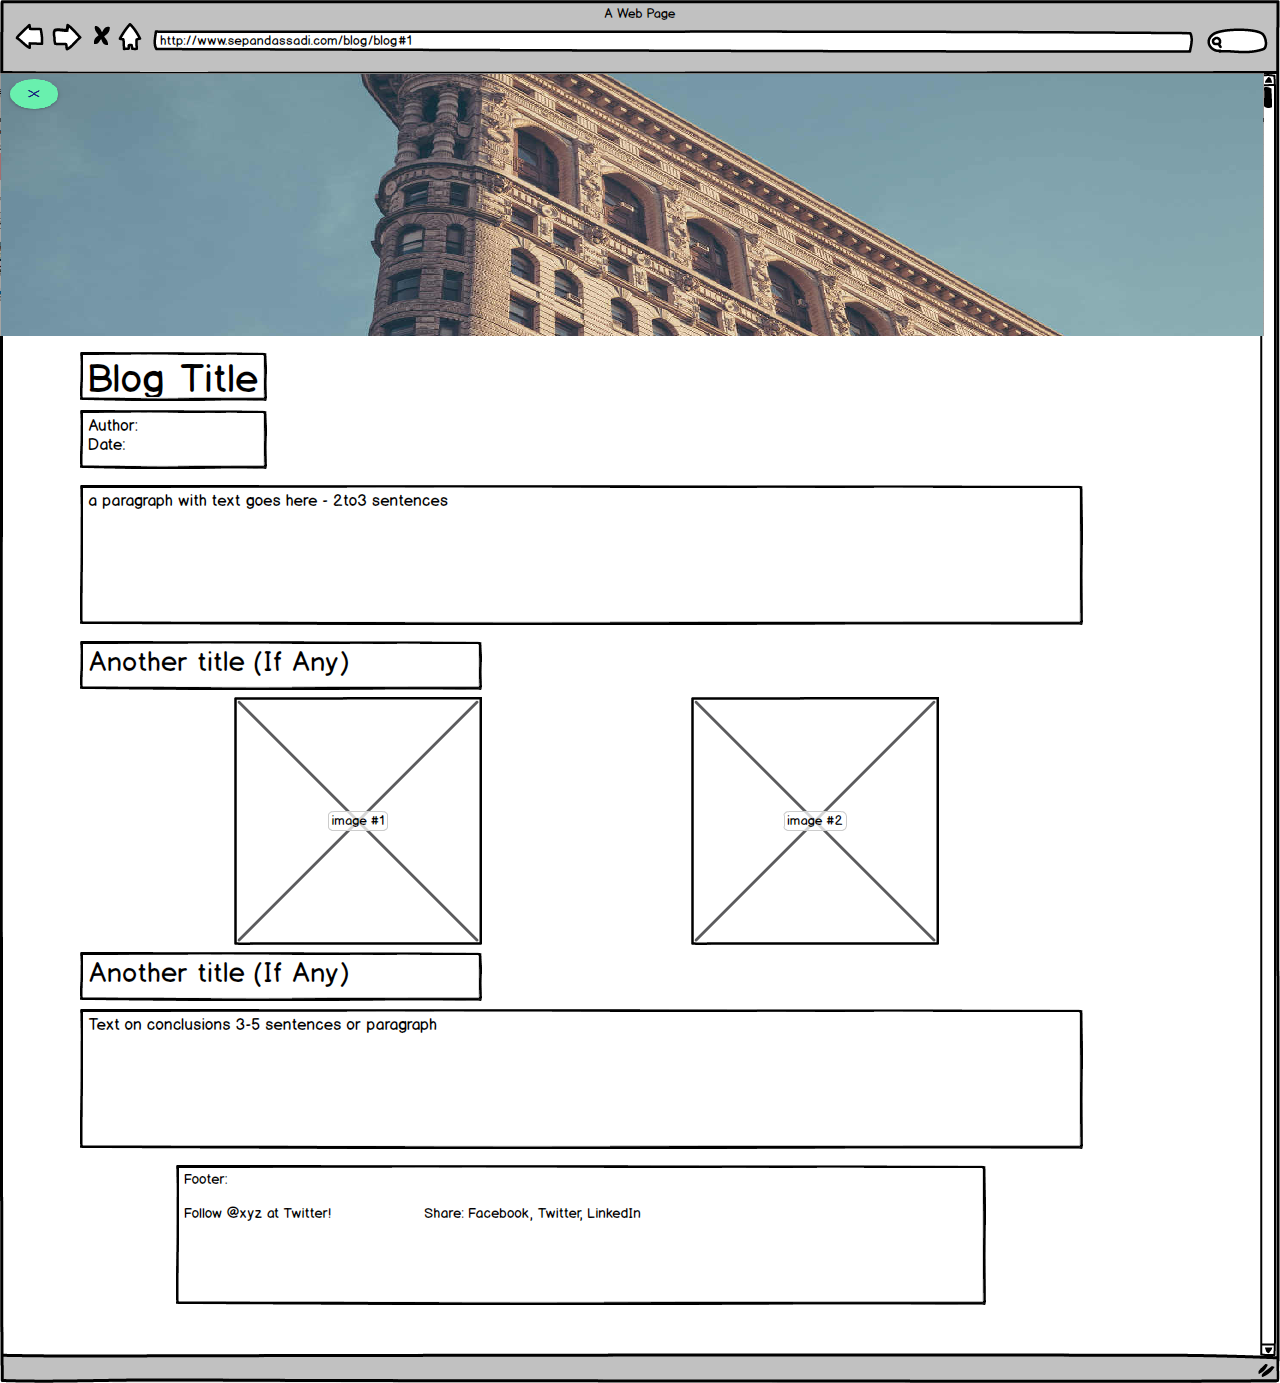 A Web Page
http://www.sepandassadi.com/blog/blog#1
Blog Title
Author:
Date:
a paragraph with text goes here - 2to3 sentences
Another title (If Any)
image #1
image #2
Another title (If Any)
Text on conclusions 3-5 sentences or paragraph
Footer:
Follow @xyz at Twitter!
Share: Facebook, Twitter, LinkedIn